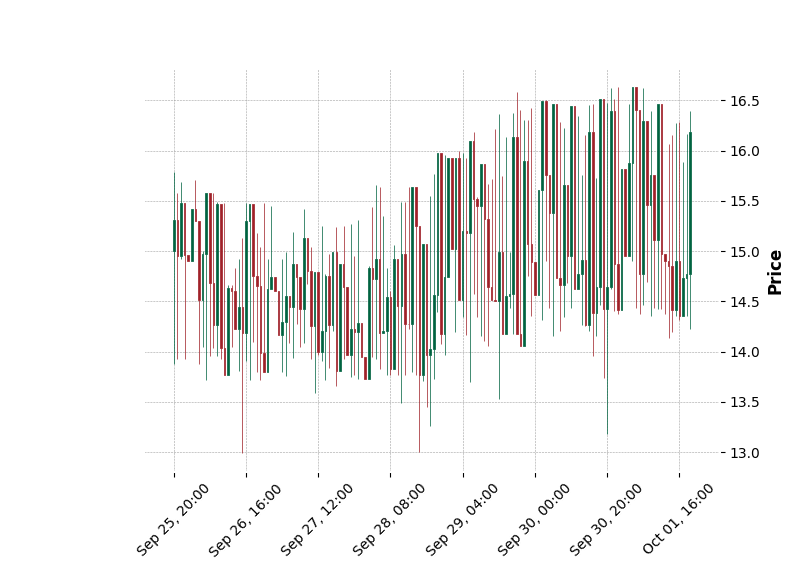 16.5
16.0
15.5
15.0
14.5
14.0
13.5
13.0
Price
Sep 25, 20:00
Sep 26, 16:00
Sep 27, 12:00
Sep 28, 08:00
Sep 29, 04:00
Sep 30, 00:00
Sep 30, 20:00
Oct 01, 16:00